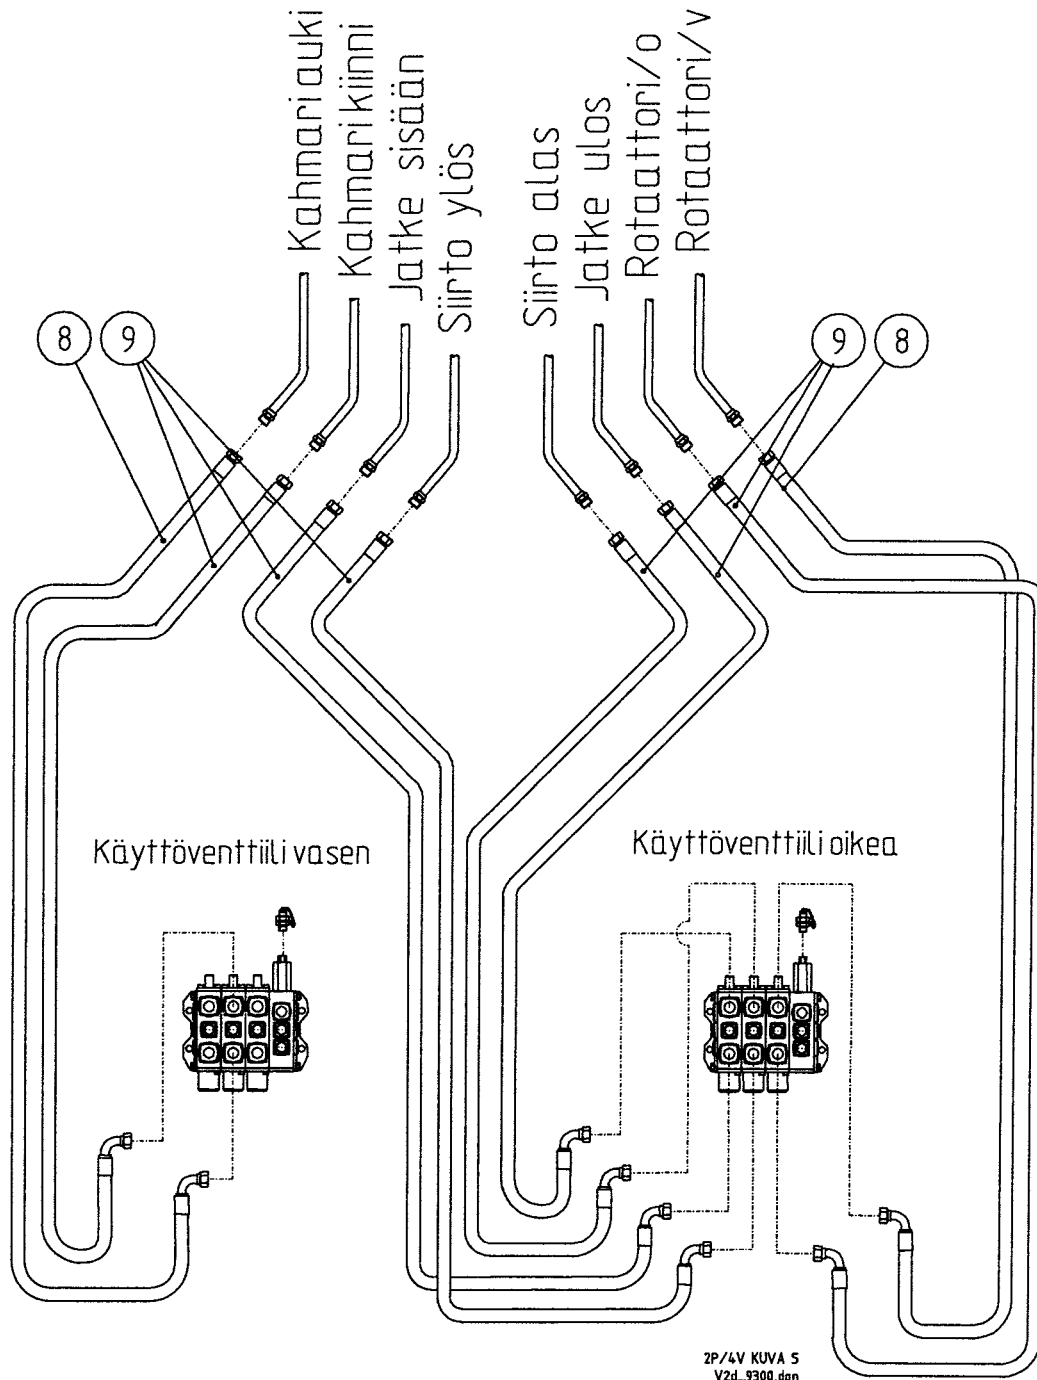 Kahmari auki
Kahmari kiinni
Jatke sisään
Siirto ylös
Siirto alas
Jatke ulos
Rotaattori/o
Rotaattori/v
8
9
9
8
Käyttöventtiili vasen
Käyttöventtiili oikea
2P/4V KUVA 5
V2d_9300.dgn